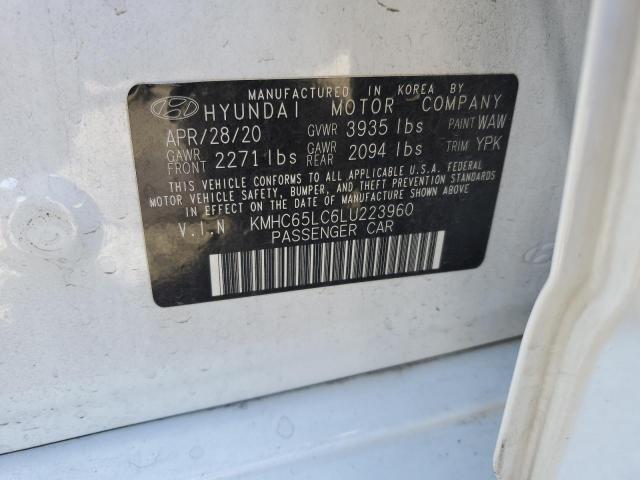 MANUFACTURED IN KOREA BY
HYUNDAI MOTOR COMPANY
APR/28/20 GVWR 3935 lbs PAINT WAW
GAWR FRONT 2271 lbs GAWR REAR 2094 lbs TRIM YPK
THIS VEHICLE CONFORMS TO ALL APPLICABLE U.S.A. FEDERAL
MOTOR VEHICLE SAFETY, BUMPER, AND THEFT PREVENTION STANDARDS
IN EFFECT ON THE DATE OF MANUFACTURE SHOWN ABOVE.
V.I.N KMHC65LC6LU223960
PASSENGER CAR